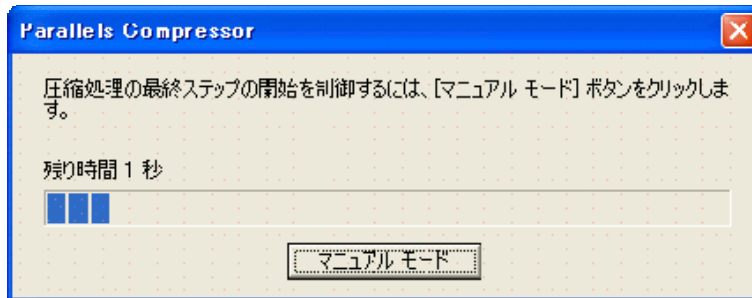 Parallels Compressor
圧縮処理の最終ステップの開始を制御するには、[マニュアル モード] ボタンをクリックしま
す。
残り時間 1 秒
マニュアル モード